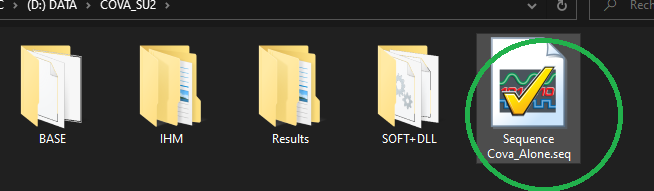 (D:) DATA > COVA_SU2 >
Rech
BASE
IHM
Results
SOFT+DLL
Sequence
Cova_Alone.seq